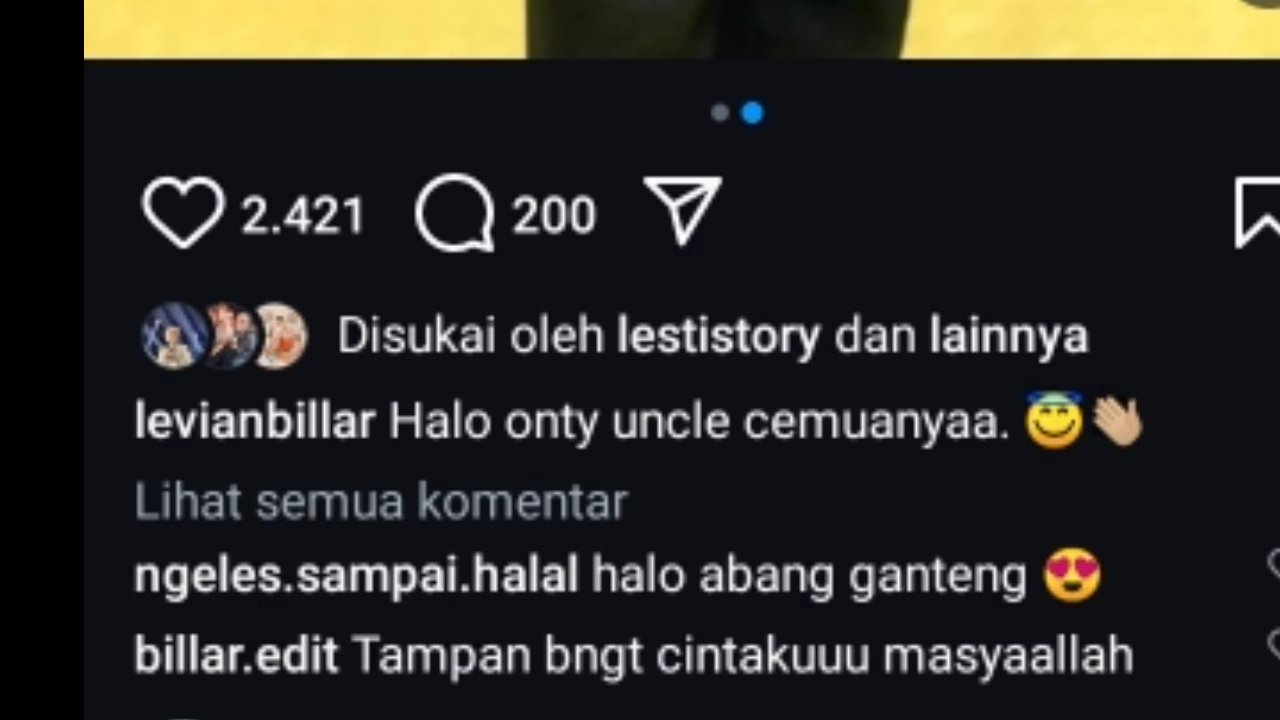 2.421 200
Disukai oleh lestistory dan lainnya
levianbillar Halo onty uncle cemuanyaa. 😇👋🏼
Lihat semua komentar
ngeles.sampai.halal halo abang ganteng 😍
billar.edit Tampan bngt cintakuuu masyaallah